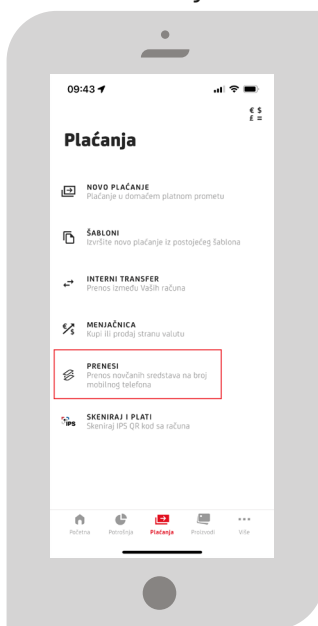 09:43
€ $
£ =
Plaćanja
NOVO PLAĆANJE
Plaćanje u domaćem platnom prometu
ŠABLONI
Izvršite novo plaćanje iz postojećeg šablona
INTERNI TRANSFER
Prenos između Vaših računa
€ $
MENJAČNICA
Kupi ili prodaj stranu valutu
PRENESI
Prenos novčanih sredstava na broj
mobilnog telefona
IPS
SKENIRAJ I PLATI
Skeniraj IPS QR kod sa računa
Početna Potrošnja Plaćanja Proizvodi Više